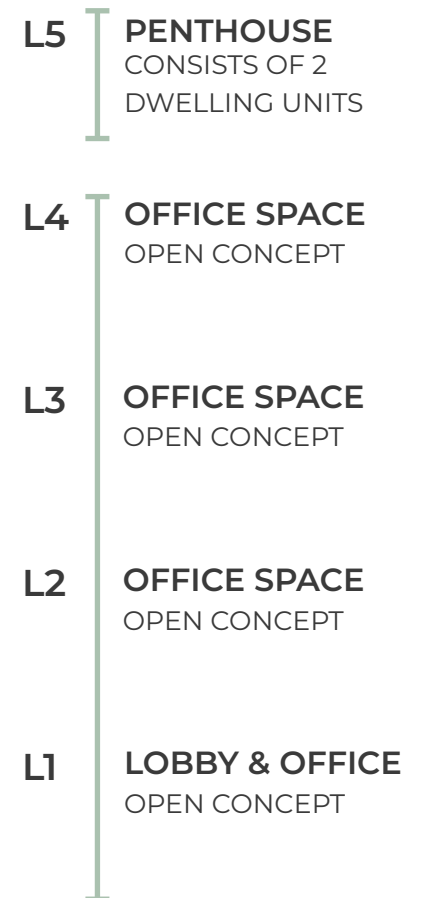 L5
PENTHOUSE
CONSISTS OF 2
DWELLING UNITS
L4
OFFICE SPACE
OPEN CONCEPT
L3
OFFICE SPACE
OPEN CONCEPT
L2
OFFICE SPACE
OPEN CONCEPT
L1
LOBBY & OFFICE
OPEN CONCEPT